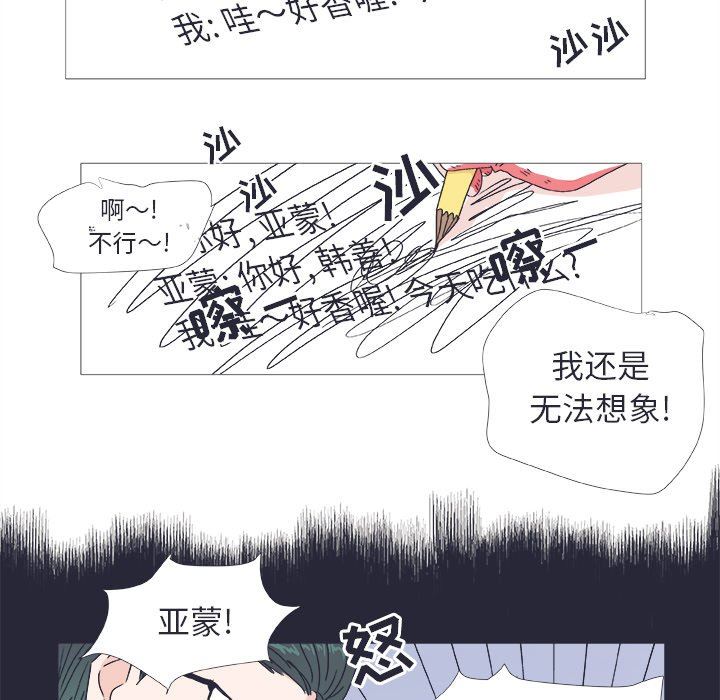 我:哇～好香喔!
沙沙
沙
沙
沙
啊～!
不行～!
你好,亚蒙!
亚蒙:你好,韩善!
我:哇～好香喔!今天吃什么?
嚓一
嚓一
我还是
无法想象!
亚蒙!
怒